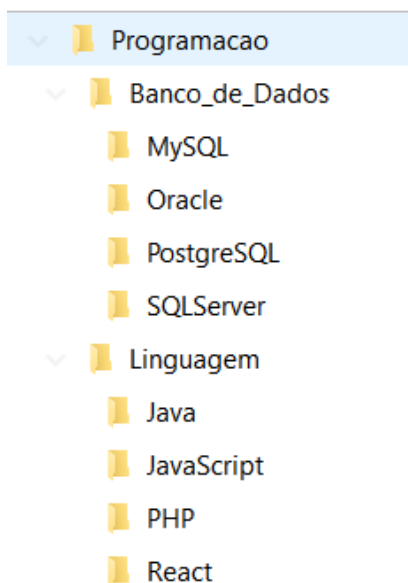 Programacao
Banco_de_Dados
MySQL
Oracle
PostgreSQL
SQLServer
Linguagem
Java
JavaScript
PHP
React